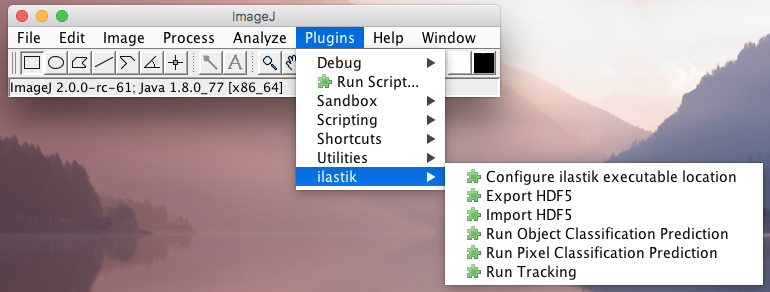 ImageJ
File Edit Image Process Analyze Plugins Help Window
A
ImageJ 2.0.0-rc-61; Java 1.8.0_77 [x86_64]
Debug
Run Script...
Sandbox
Scripting
Shortcuts
Utilities
ilastik
Configure ilastik executable location
Export HDF5
Import HDF5
Run Object Classification Prediction
Run Pixel Classification Prediction
Run Tracking